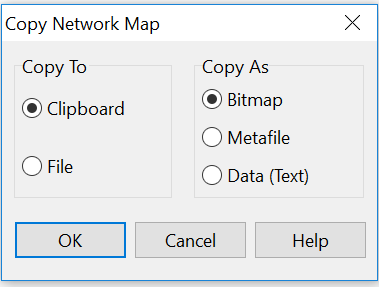 Copy Network Map
Copy To
Clipboard
File
Copy As
Bitmap
Metafile
Data (Text)
OK
Cancel
Help